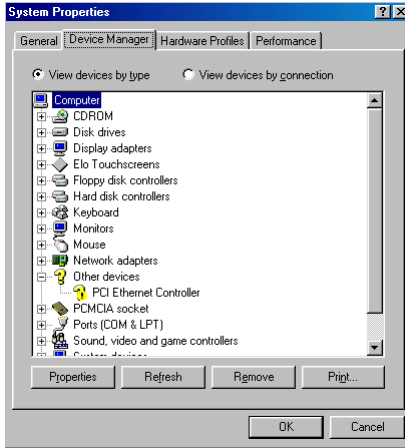 System Properties
General Device Manager Hardware Profiles Performance
View devices by type View devices by connection
Computer
CDROM
Disk drives
Display adapters
Elo Touchscreens
Floppy disk controllers
Hard disk controllers
Keyboard
Monitors
Mouse
Network adapters
Other devices
PCI Ethernet Controller
PCMCIA socket
Ports (COM & LPT)
Sound, video and game controllers
System devices
Properties Refresh Remove Print...
OK Cancel